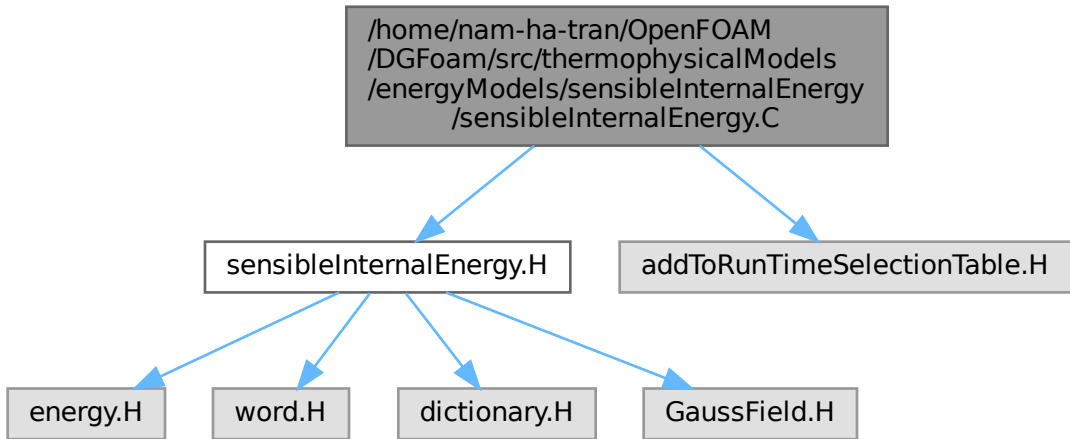 /home/nam-ha-tran/OpenFOAM
/DGFoam/src/thermophysicalModels
/energyModels/sensibleInternalEnergy
/sensibleInternalEnergy.C
sensibleInternalEnergy.H
addToRunTimeSelectionTable.H
energy.H
word.H
dictionary.H
GaussField.H